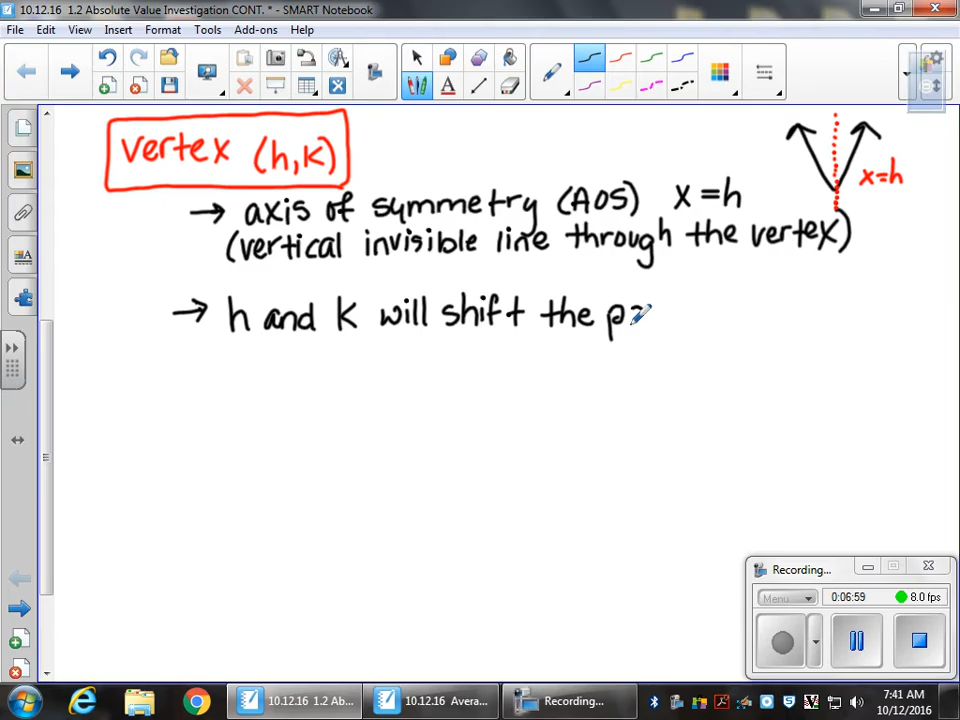 10.12.16 1.2 Absolute Value Investigation CONT. * - SMART Notebook
File Edit View Insert Format Tools Add-ons Help
vertex (h,k)
x=h
→ axis of symmetry (AOS) x=h
(vertical invisible line through the vertex)
→ h and k will shift the pa
Recording...
Menu
0:06:59
8.0 fps
10.12.16 1.2 Ab...
10.12.16 Avera...
Recording...
7:41 AM
10/12/2016